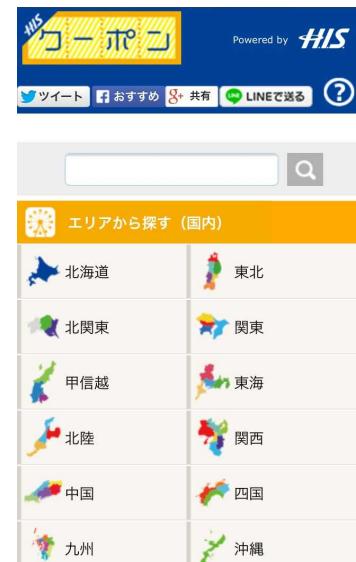 HIS
クーポン
Powered by HIS
ツイート おすすめ 共有 LINEで送る ?
エリアから探す（国内）
北海道 東北
北関東 関東
甲信越 東海
北陸 関西
中国 四国
九州 沖縄